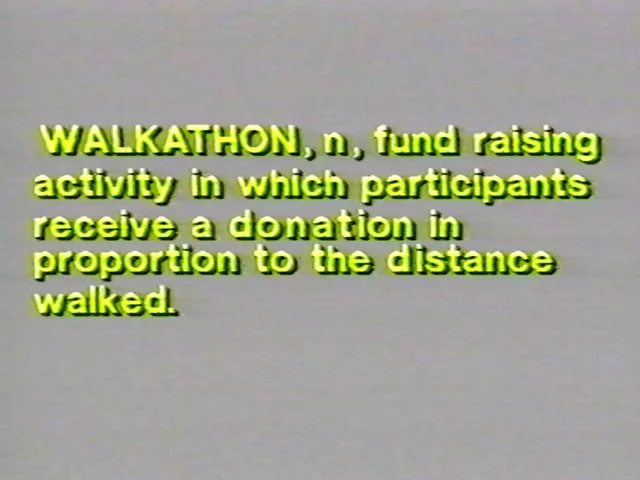 WALKATHON, n, fund raising
activity in which participants
receive a donation in
proportion to the distance
walked.